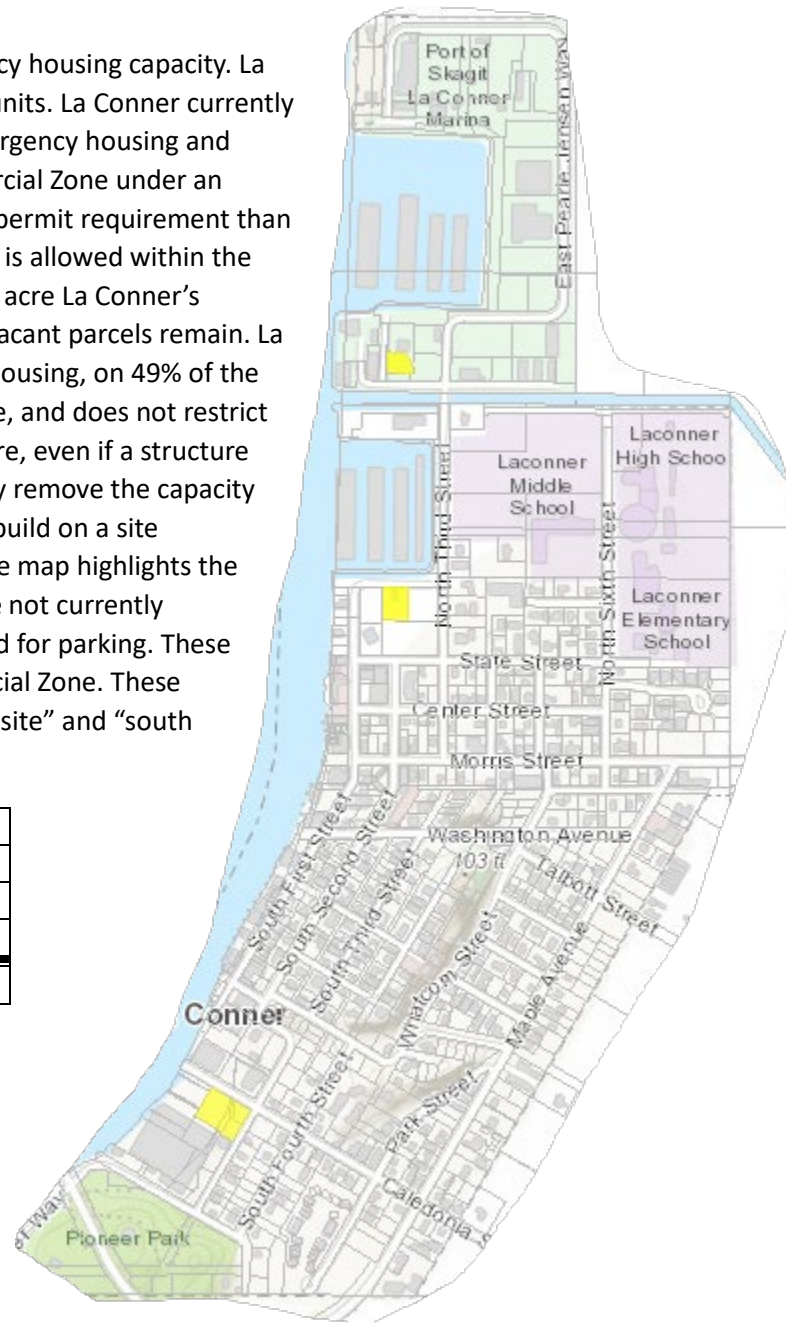 cy housing capacity. La
units. La Conner currently
ergency housing and
rcial Zone under an
permit requirement than
is allowed within the
acre La Conner's
acant parcels remain. La
ousing, on 49% of the
e, and does not restrict
re, even if a structure
y remove the capacity
build on a site
e map highlights the
e not currently
d for parking. These
cial Zone. These
site” and “south
Port of
Skagit
La Conner
Marina
East Pearle Jensen Way
Laconner
High Schoo
Laconner
Middle
School
North Third Street
North Sixth Street
Laconner
Elementary
School
State Street
Center Street
Morris Street
Washington Avenue
103 ft
Talbott Street
South First Street
South Second Street
South Third Street
Whatcom Street
Maple Avenue
Conner
Park Street
South Fourth Street
Caledonia S
Way
Pioneer Park